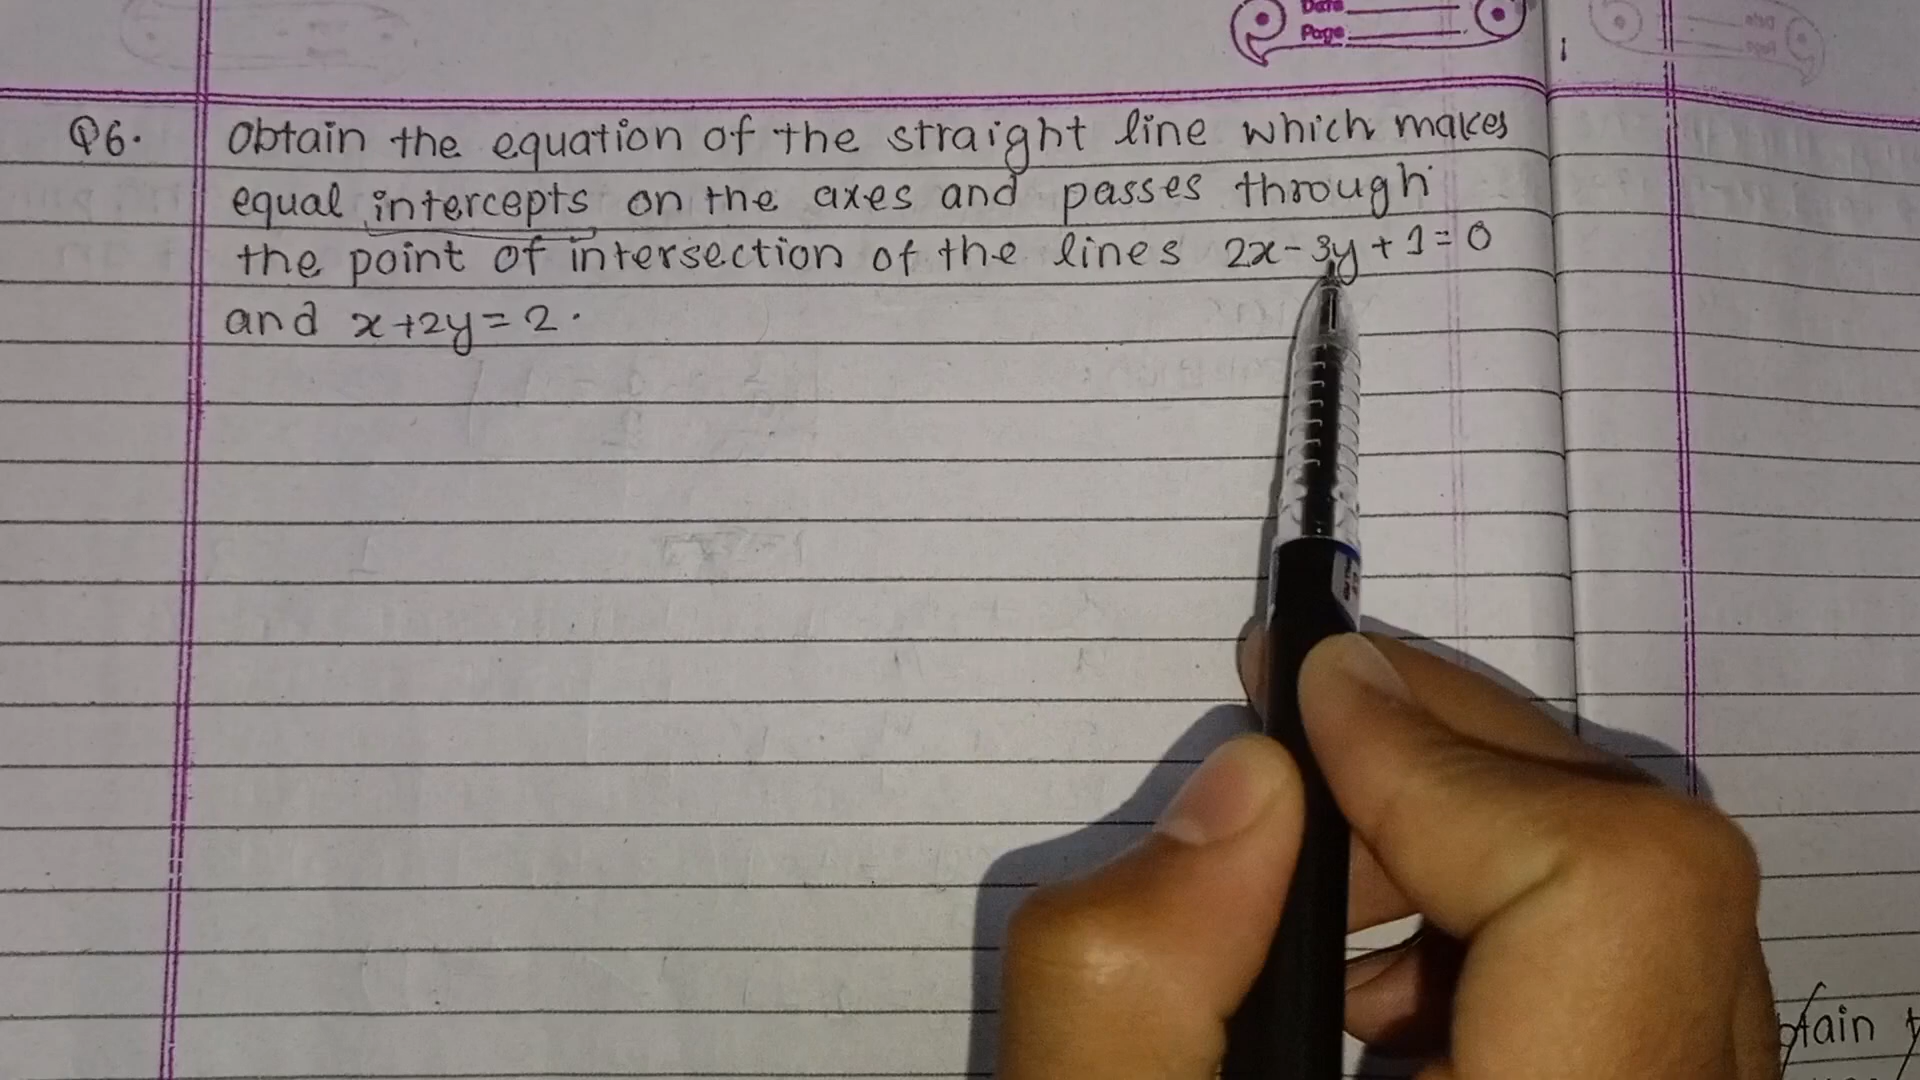 Date
Page
Q6. Obtain the equation of the straight line which makes
equal intercepts on the axes and passes through
the point of intersection of the lines 2x - 3y + 1 = 0
and x + 2y = 2.